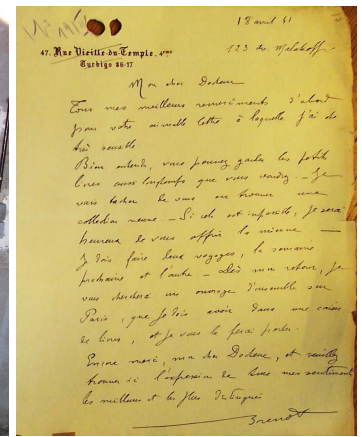 18 avril 41
47. Rue Vieille-du-Temple, 4me
Turbigo 86-17
123 Av. Malakoff
Mon cher Docteur
Tous mes meilleurs remerciements d'abord
pour votre aimable lettre à laquelle j'ai été
très sensible
Bien entendu, vous pouvez garder les petits
livres aussi longtemps que vous voudrez. - Je
vais tacher de vous en trouver une
collection neuve. - Si cela est impossible, je serai
heureux de vous offrir la mienne —
Je dois faire deux voyages, la semaine
prochaine et l'autre - Dès mon retour, je
vous chercherai un ouvrage d'ensemble sur
Paris, que je dois avoir dans une caisse
de livres, et je vous le ferai porter.
Encore merci, mon cher Docteur, et veuillez
trouver ici l'expression de tous mes sentiments
les meilleurs et les plus distingués